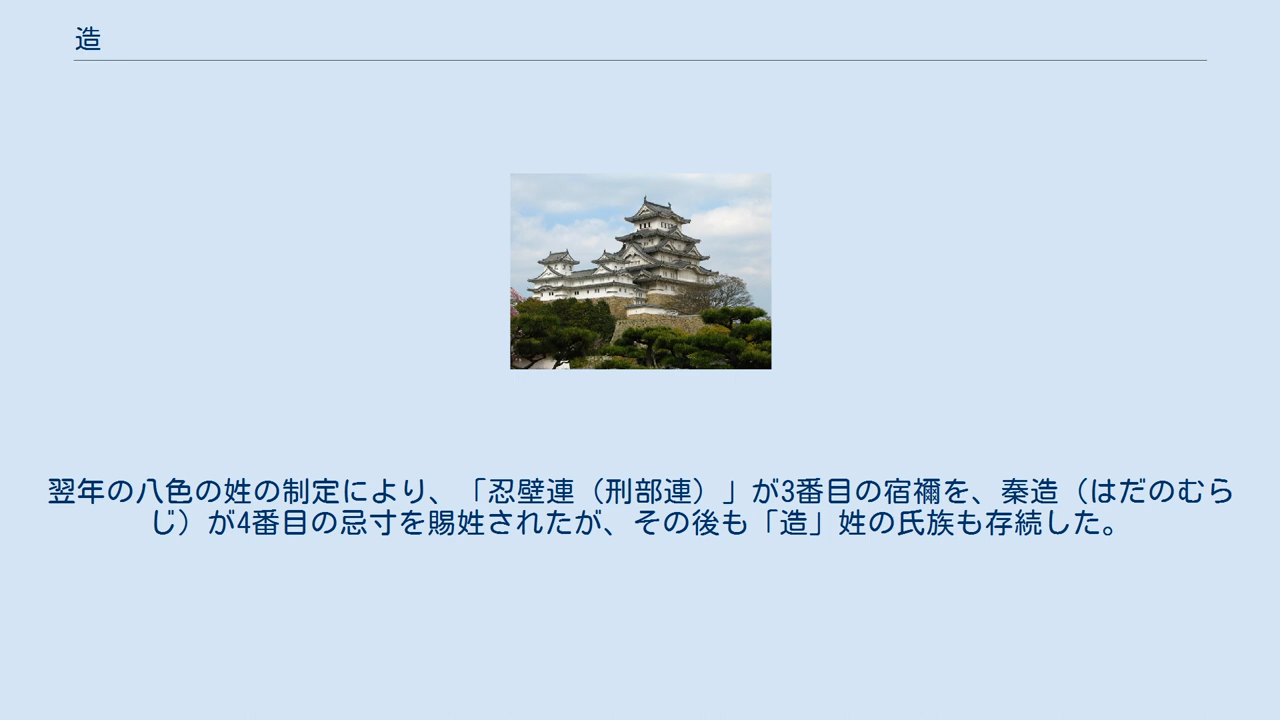 造
翌年の八色の姓の制定により、「忍壁連（刑部連）」が3番目の宿禰を、秦造（はだのむら
じ）が4番目の忌寸を賜姓されたが、その後も「造」姓の氏族も存続した。